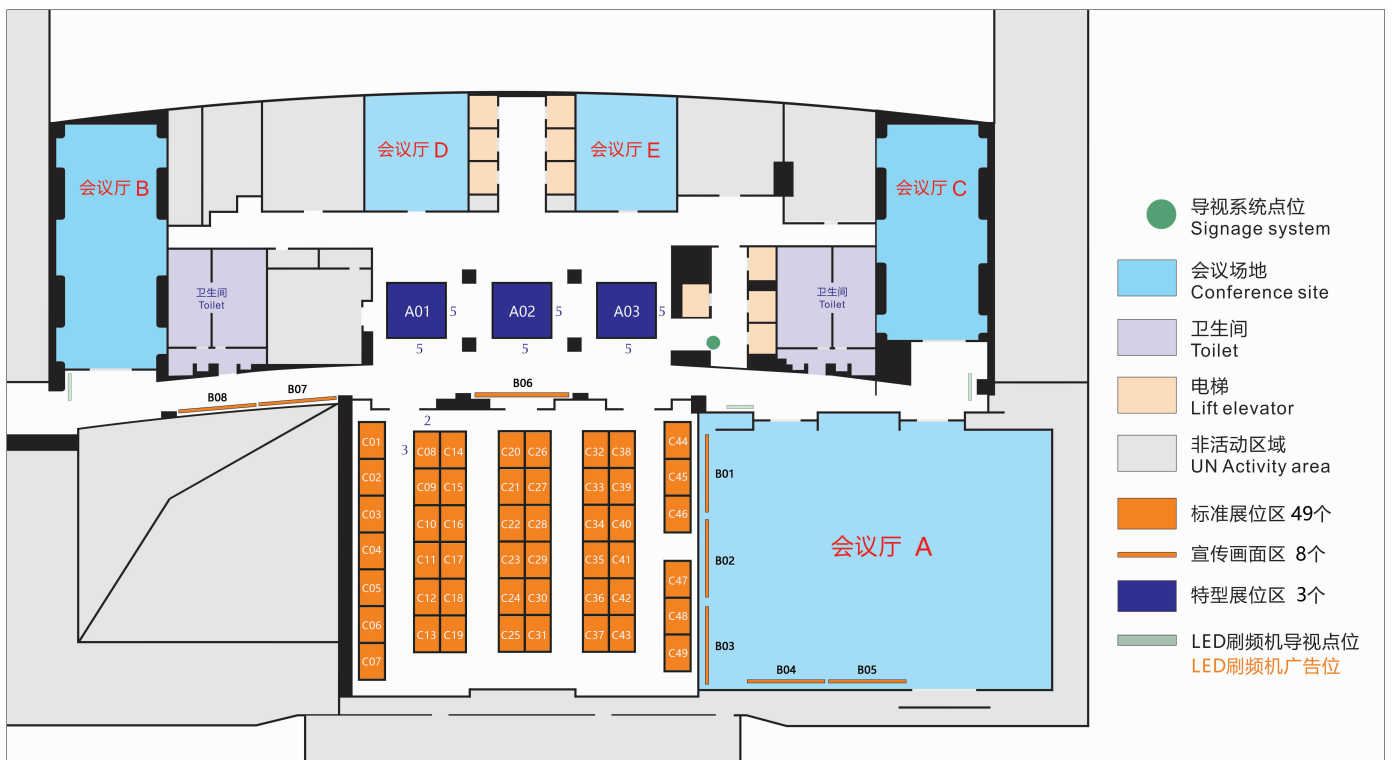 会议厅 D
会议厅 E
会议厅 B
会议厅 C
卫生间
Toilet
卫生间
Toilet
A01
5
5
A02
5
5
A03
5
5
B06
B07
B08
2
3
C01
C02
C03
C04
C05
C06
C07
C08 C14
C09 C15
C10 C16
C11 C17
C12 C18
C13 C19
C20 C26
C21 C27
C22 C28
C23 C29
C24 C30
C25 C31
C32 C38
C33 C39
C34 C40
C35 C41
C36 C42
C37 C43
C44
C45
C46
C47
C48
C49
B01
B02
B03
B04
B05
会议厅 A
导视系统点位
Signage system
会议场地
Conference site
卫生间
Toilet
电梯
Lift elevator
非活动区域
UN Activity area
标准展位区 49个
宣传画面区 8个
特型展位区 3个
LED刷频机导视点位
LED刷频机广告位